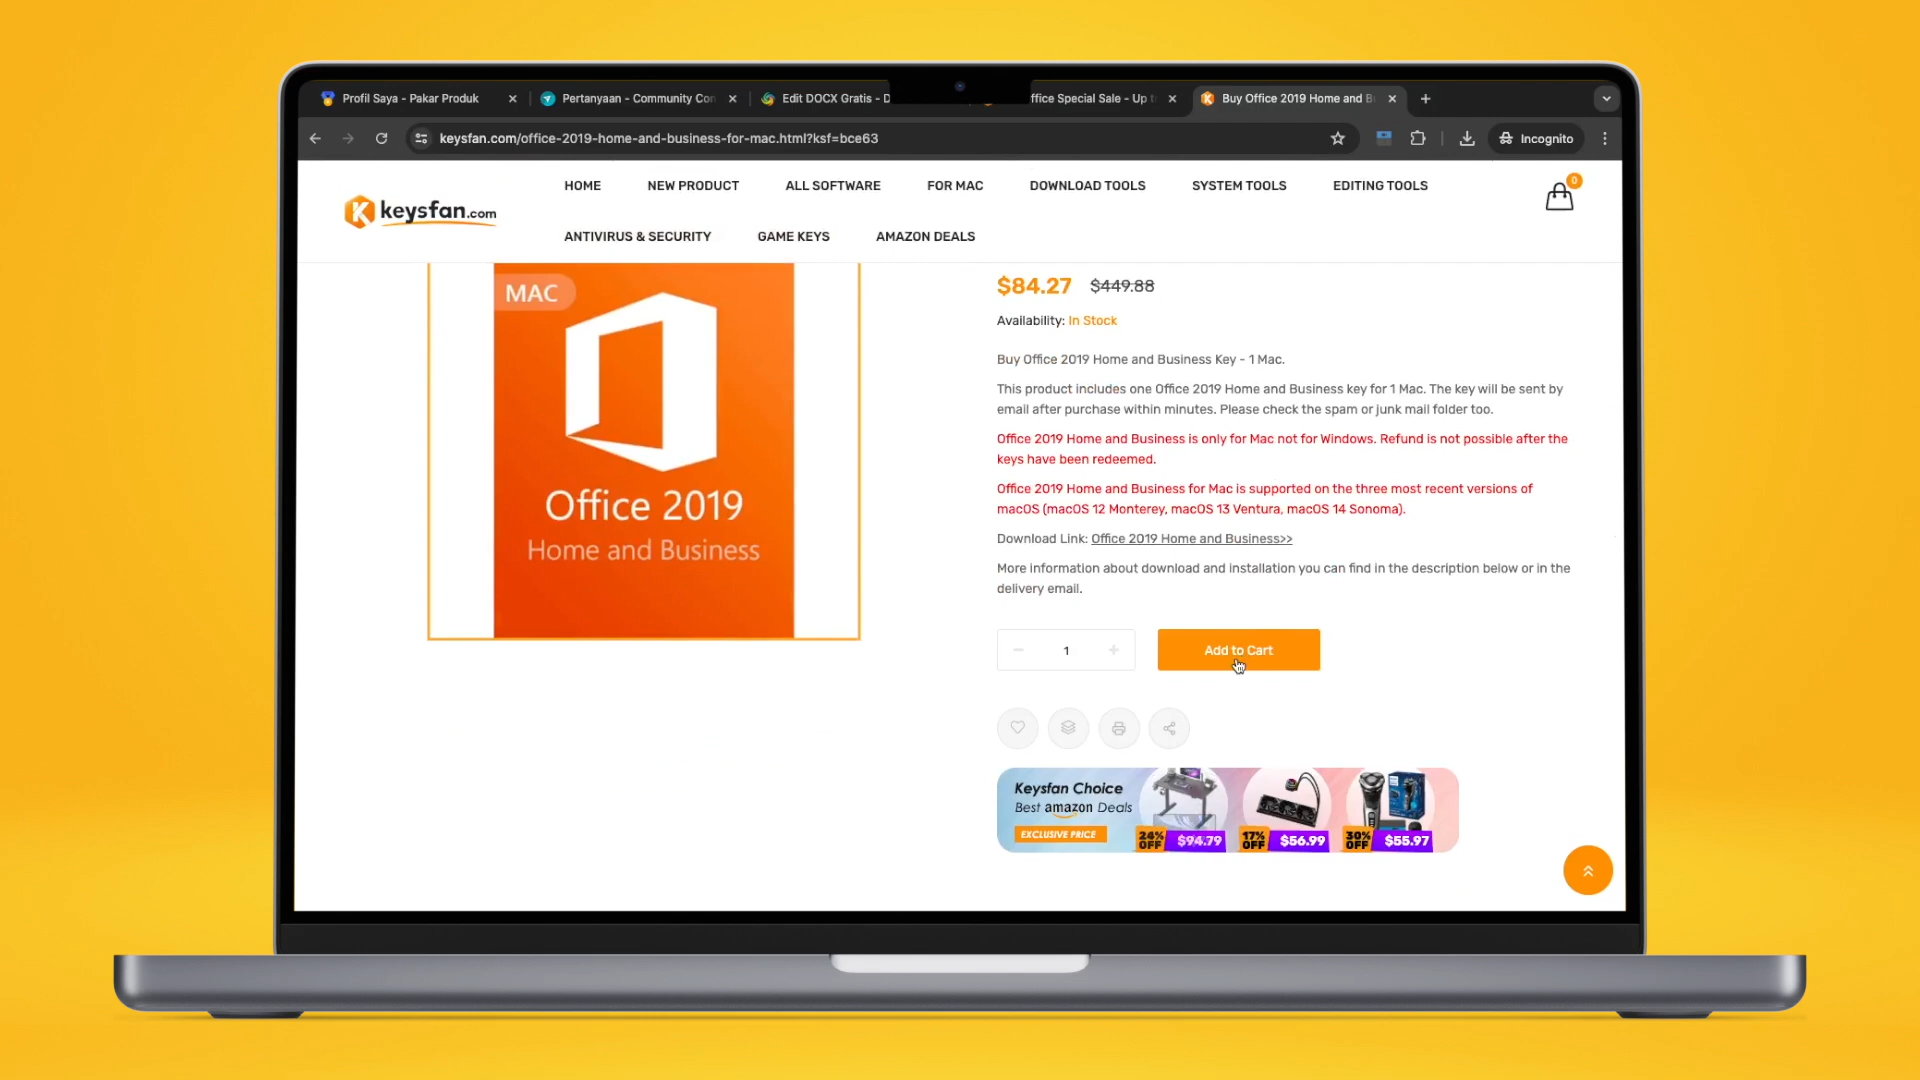 Profil Saya - Pakar Produk
Pertanyaan - Community Con
Edit DOCX Gratis - D
ffice Special Sale - Up t
Buy Office 2019 Home and B
keysfan.com/office-2019-home-and-business-for-mac.html?ksf=bce63
Incognito
keysfan.com
HOME
NEW PRODUCT
ALL SOFTWARE
FOR MAC
DOWNLOAD TOOLS
SYSTEM TOOLS
EDITING TOOLS
0
ANTIVIRUS & SECURITY
GAME KEYS
AMAZON DEALS
MAC
Office 2019
Home and Business
$84.27 $449.88
Availability: In Stock
Buy Office 2019 Home and Business Key - 1 Mac.
This product includes one Office 2019 Home and Business key for 1 Mac. The key will be sent by
email after purchase within minutes. Please check the spam or junk mail folder too.
Office 2019 Home and Business is only for Mac not for Windows. Refund is not possible after the
keys have been redeemed.
Office 2019 Home and Business for Mac is supported on the three most recent versions of
macOS (macOS 12 Monterey, macOS 13 Ventura, macOS 14 Sonoma).
Download Link: Office 2019 Home and Business>>
More information about download and installation you can find in the description below or in the
delivery email.
1
Add to Cart
Keysfan Choice
Best amazon Deals
EXCLUSIVE PRICE
24% OFF $94.79
17% OFF $56.99
30% OFF $55.97